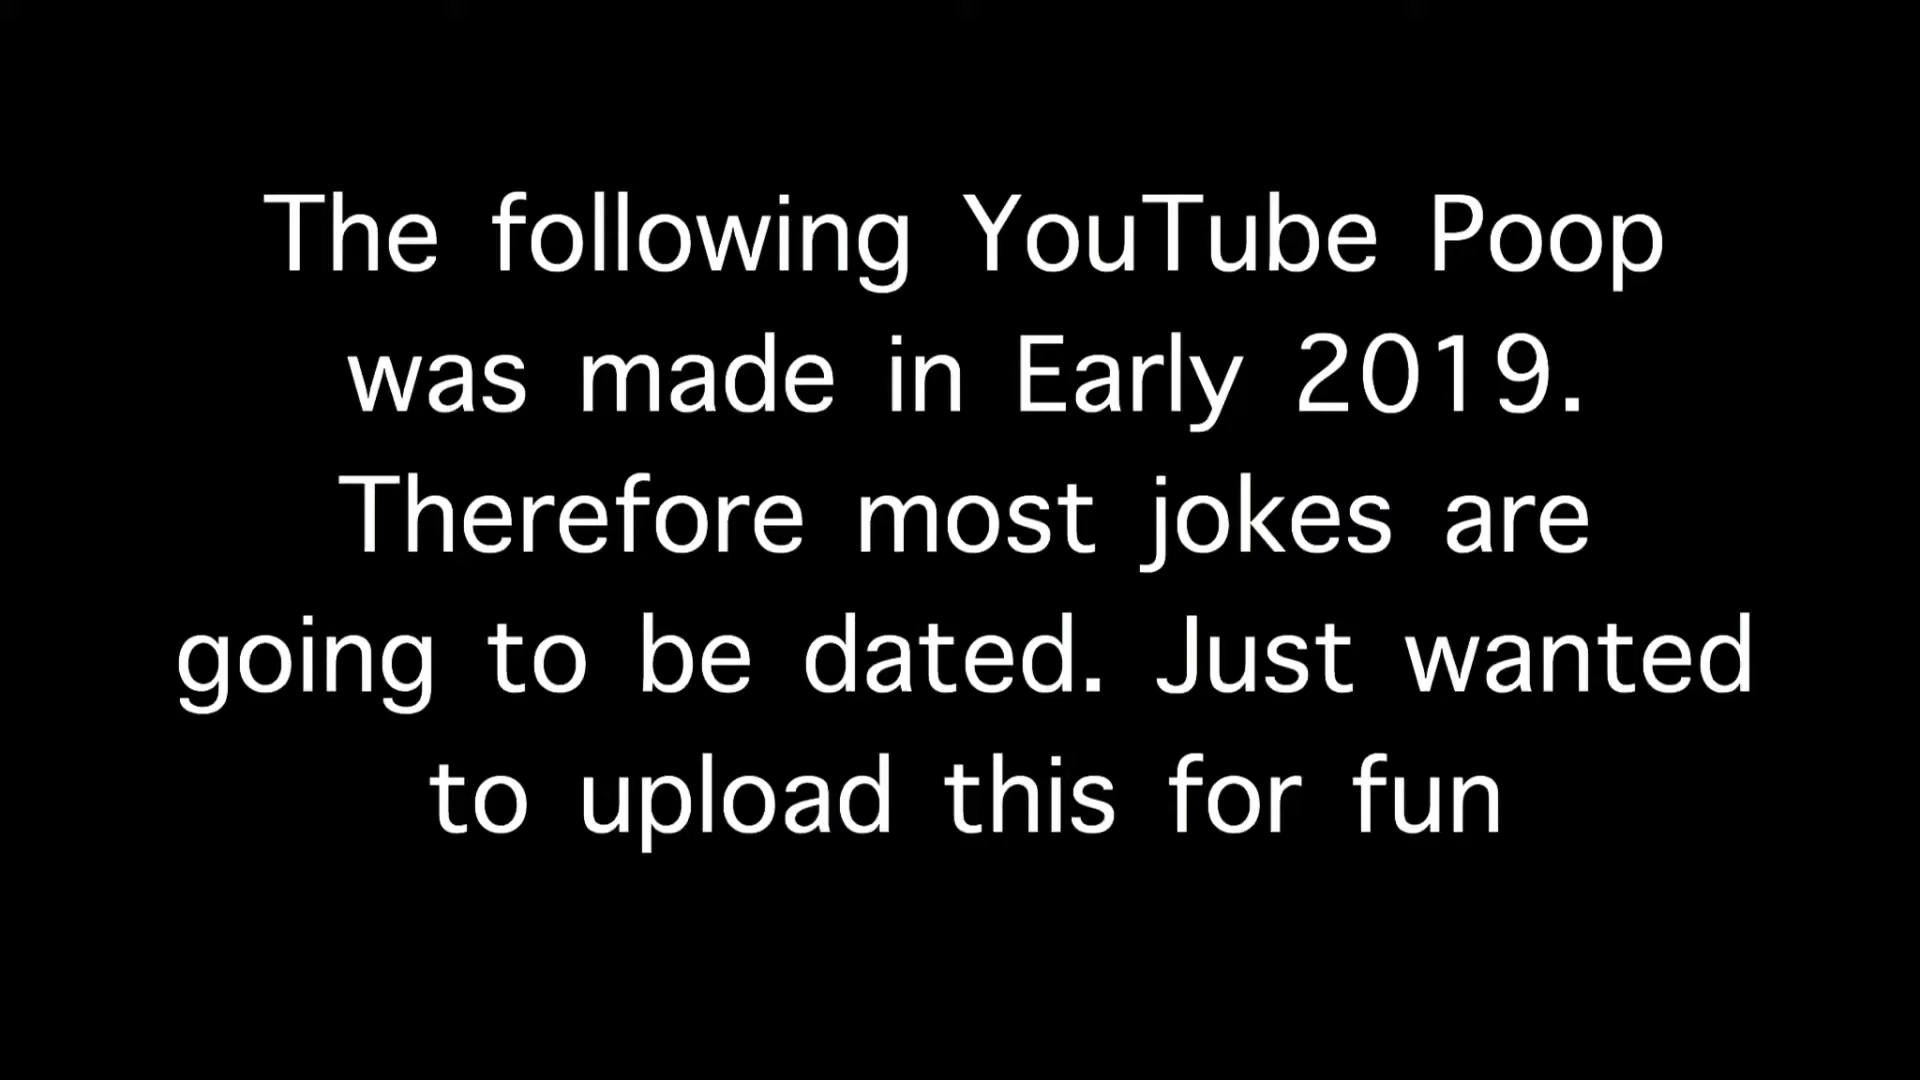 The following YouTube Poop
was made in Early 2019.
Therefore most jokes are
going to be dated. Just wanted
to upload this for fun